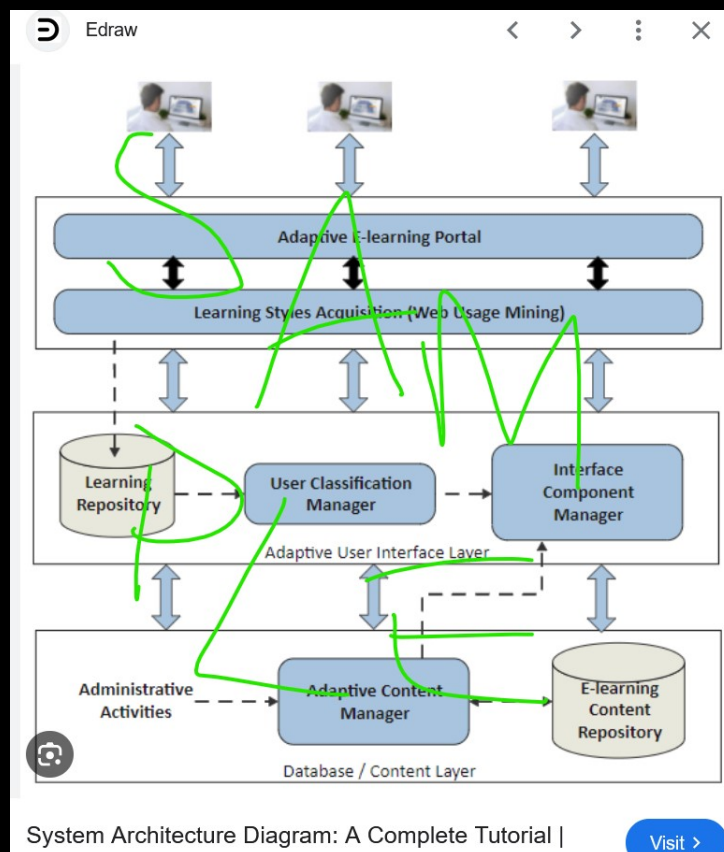 Edraw
Adaptive E-learning Portal
Learning Styles Acquisition (Web Usage Mining)
Learning
Repository
User Classification
Manager
Interface
Component
Manager
Adaptive User Interface Layer
Administrative
Activities
Adaptive Content
Manager
E-learning
Content
Repository
Database / Content Layer
SAMPLE
System Architecture Diagram: A Complete Tutorial |
Visit >